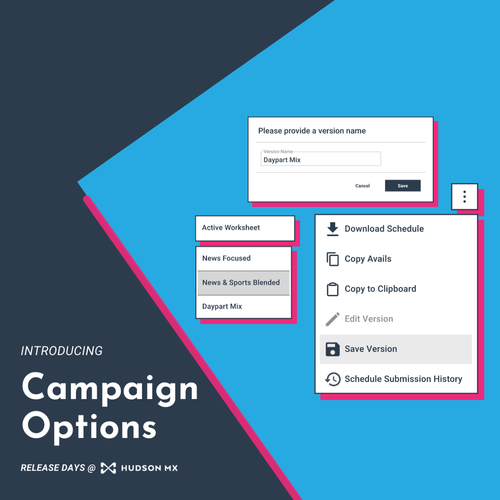 Please provide a version name
Version Name
Daypart Mix
Cancel
Save
Active Worksheet
News Focused
News & Sports Blended
Daypart Mix
Download Schedule
Copy Avails
Copy to Clipboard
Edit Version
Save Version
Schedule Submission History
INTRODUCING
Campaign
Options
RELEASE DAYS @ HUDSON MX